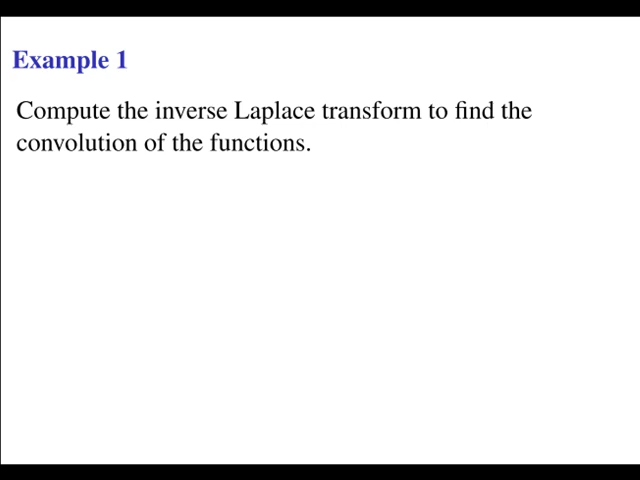 Example 1
Compute the inverse Laplace transform to find the
convolution of the functions.